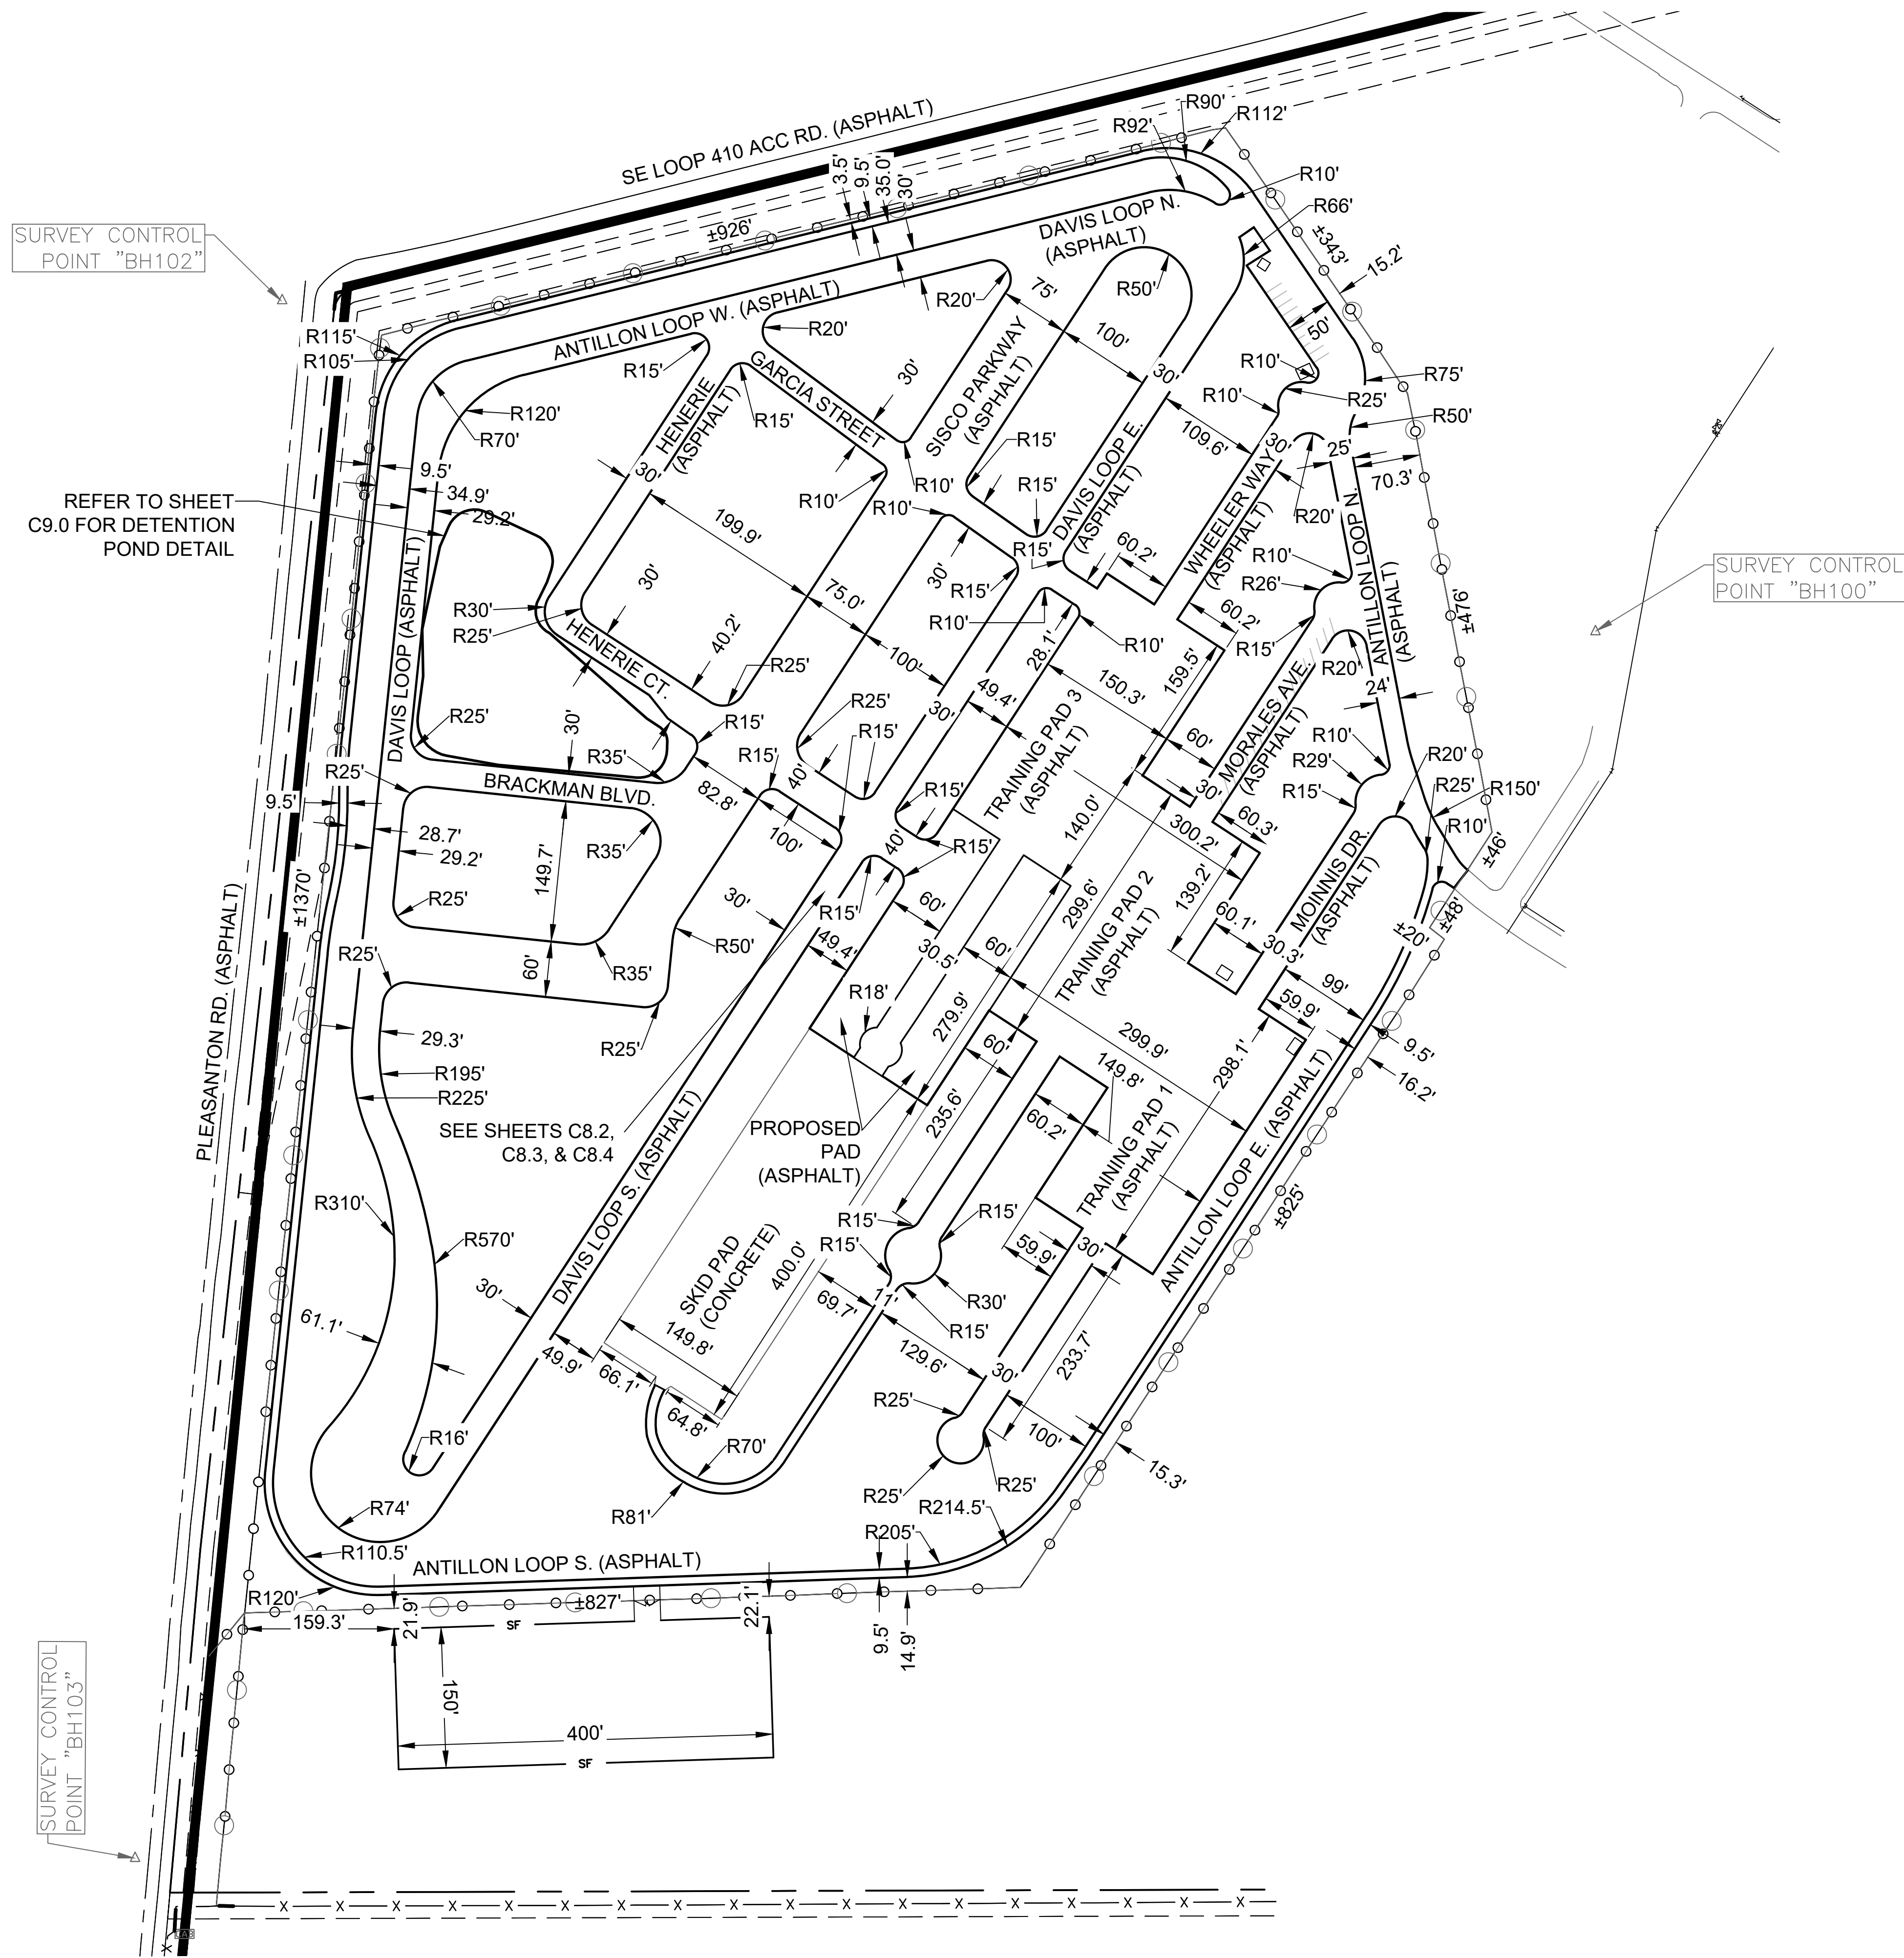 SE LOOP 410 ACC RD. (ASPHALT)
R90'
R112'
R92'
3.5'
9.5'
35.0'
30'
R10'
R66'
±926'
DAVIS LOOP N.
(ASPHALT)
±343'
15.2'
SURVEY CONTROL
POINT "BH102"
R115'
R105'
ANTILLON LOOP W. (ASPHALT)
R20'
R20'
75'
R50'
100'
50'
R15'
GARCIA STREET
30'
SISCO PARKWAY
(ASPHALT)
30'
R10'
R10'
R75'
R25'
R50'
R120'
R70'
HENERIE
(ASPHALT)
R15'
109.6'
30'
25'
70.3'
9.5'
34.9'
29.2'
30'
REFER TO SHEET
C9.0 FOR DETENTION
POND DETAIL
R10'
R10'
R10'
R15'
R15'
DAVIS LOOP E.
(ASPHALT)
WHEELER WAY
(ASPHALT)
R20'
ANTILLON LOOP N.
(ASPHALT)
199.9'
R15'
60.2'
R10'
R26'
SURVEY CONTROL
POINT "BH100"
DAVIS LOOP (ASPHALT)
R30'
R25'
30'
75.0'
30'
R15'
R10'
R10'
60.2'
R15'
±476'
HENERIE CT.
40.2'
R25'
100'
28.1'
49.4'
150.3'
159.5'
R20'
24'
R25'
30'
R35'
R15'
R25'
R15'
30'
TRAINING PAD 3
(ASPHALT)
60'
MORALES AVE.
(ASPHALT)
R10'
R29'
R15'
R20'
R25'
R150'
R25'
BRACKMAN BLVD.
82.8'
R15'
40'
R15'
30'
9.5'
28.7'
29.2'
149.7'
R35'
100'
40'
R15'
140.0'
300.2'
60.3'
R10'
±46'
PLEASANTON RD. (ASPHALT)
±1370'
R25'
R35'
60'
R25'
30'
R50'
R15'
49.4'
60'
30.5'
60'
299.6'
TRAINING PAD 2
(ASPHALT)
139.2'
60.1'
30.3'
MOINNIS DR.
(ASPHALT)
±48'
±20'
29.3'
R25'
R18'
279.9'
60'
99'
59.9'
9.5'
16.2'
R195'
R225'
SEE SHEETS C8.2,
C8.3, & C8.4
PROPOSED
PAD
(ASPHALT)
235.6'
299.9'
149.8'
60.2'
298.1'
TRAINING PAD 1
(ASPHALT)
R310'
R570'
DAVIS LOOP S. (ASPHALT)
R15'
R15'
R15'
ANTILLON LOOP E. (ASPHALT)
±825'
61.1'
30'
SKID PAD
(CONCRETE)
400.0'
149.8'
69.7'
11'
R30'
R15'
59.9'
30'
49.9'
66.1'
64.8'
129.6'
30'
233.7'
R16'
R70'
R25'
100'
15.3'
R25'
R25'
R74'
R81'
R214.5'
R205'
R110.5'
ANTILLON LOOP S. (ASPHALT)
R120'
159.3'
21.9'
±827'
22.1'
SF
9.5'
14.9'
150'
400'
SF
SURVEY CONTROL
POINT "BH103"
X X X X X X X X X X X X X X X X X X
X